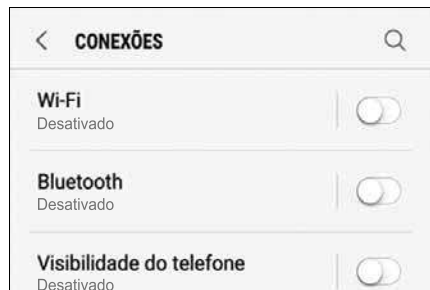 CONEXÕES
Wi-Fi
Desativado
Bluetooth
Desativado
Visibilidade do telefone
Desativado